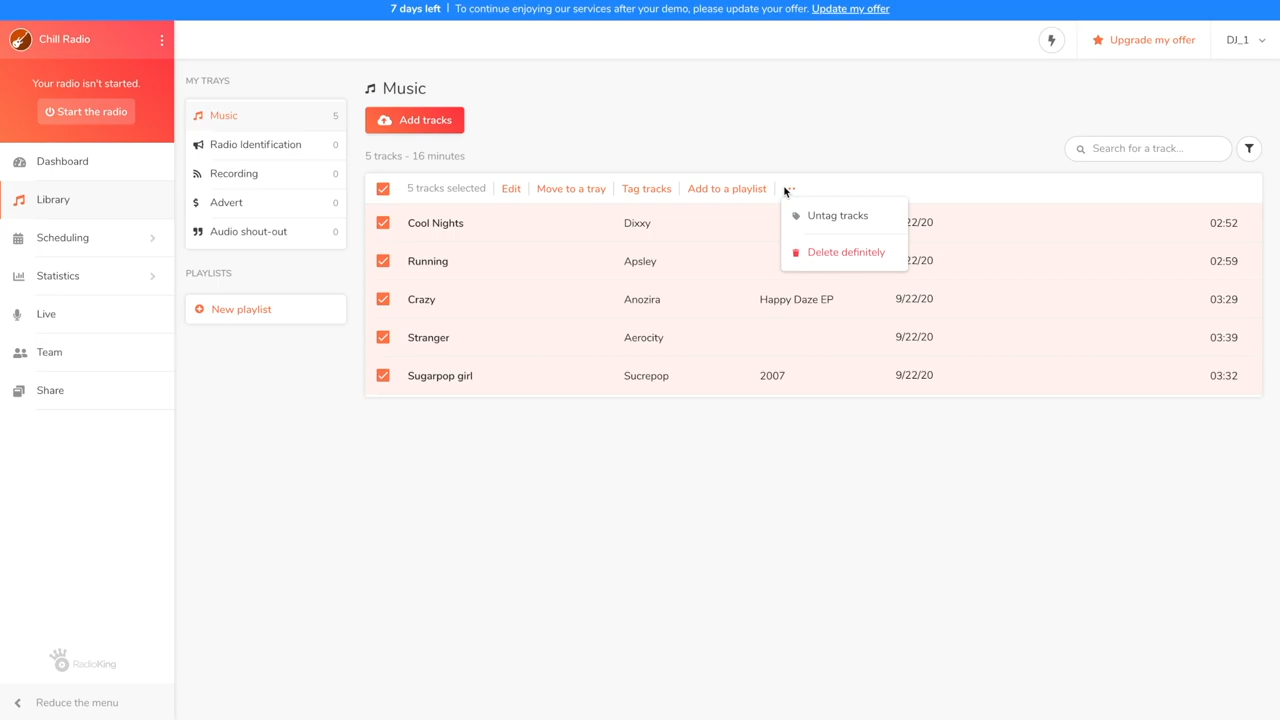 7 days left | To continue enjoying our services after your demo, please update your offer. Update my offer
Chill Radio
Upgrade my offer
DJ_1
Your radio isn't started.
Start the radio
Dashboard
Library
Scheduling
Statistics
Live
Team
Share
RadioKing
Reduce the menu
MY TRAYS
Music 5
Radio Identification 0
Recording 0
Advert 0
Audio shout-out 0
PLAYLISTS
New playlist
Music
Add tracks
5 tracks - 16 minutes
Search for a track...
5 tracks selected | Edit | Move to a tray | Tag tracks | Add to a playlist |
Untag tracks
Delete definitely
Cool Nights Dixxy 22/20 02:52
Running Apsley 22/20 02:59
Crazy Anozira Happy Daze EP 9/22/20 03:29
Stranger Aerocity 9/22/20 03:39
Sugarpop girl Sucrepop 2007 9/22/20 03:32